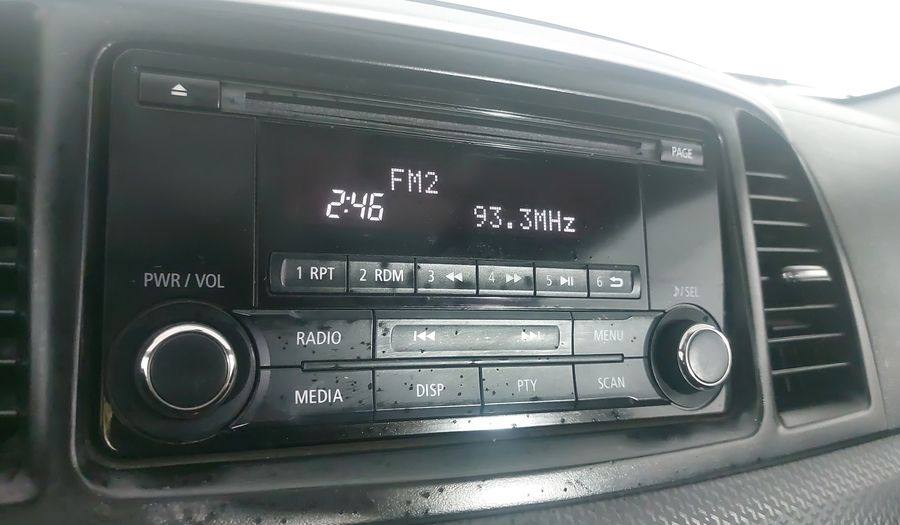 PAGE
FM2
2:46
93.3MHz
1 RPT
2 RDM
3
4
5
6
PWR / VOL
/SEL
RADIO
MENU
MEDIA
DISP
PTY
SCAN